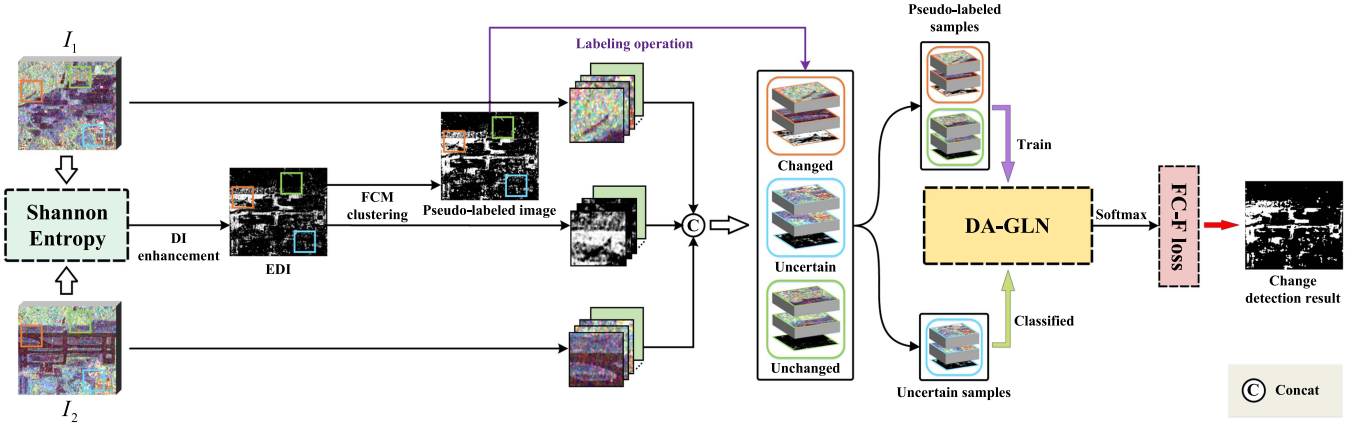 I1
Shannon
Entropy
I2
DI
enhancement
EDI
FCM
clustering
Pseudo-labeled image
Labeling operation
C
Changed
Uncertain
Unchanged
Pseudo-labeled
samples
Train
DA-GLN
Classified
Uncertain samples
Softmax
FC-F loss
Change
detection result
C Concat